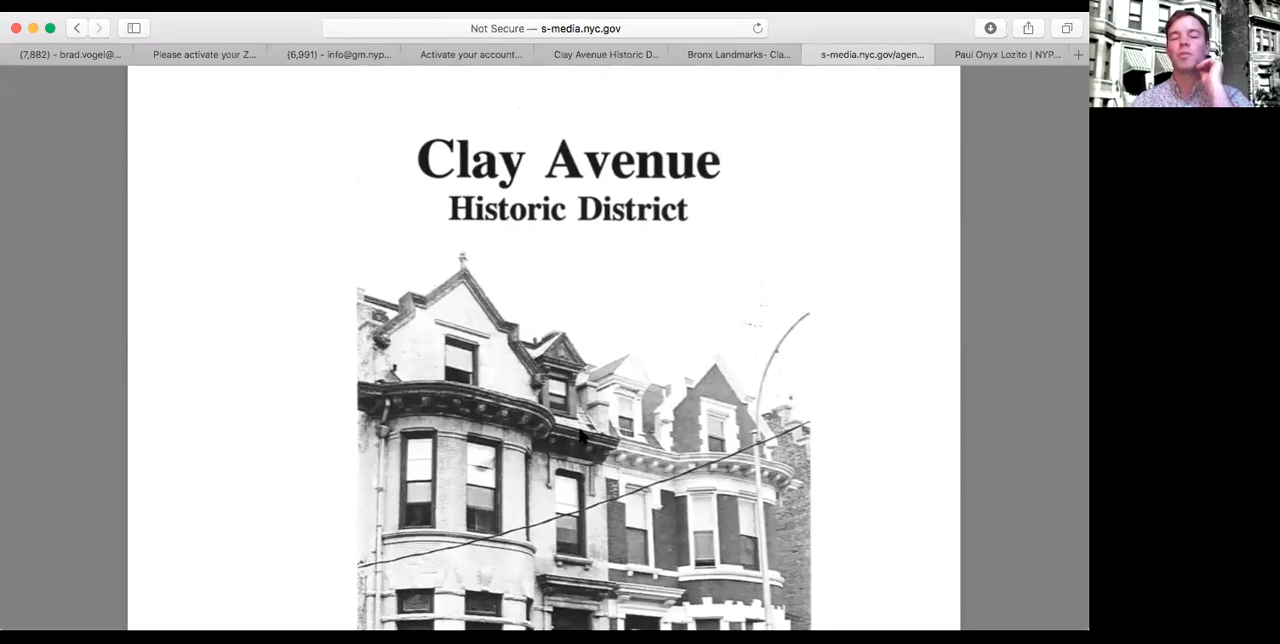 Not Secure — s-media.nyc.gov
(7,882) - brad.vogel@...
Please activate your Z...
(6,991) - info@gm.nyp...
Activate your account...
Clay Avenue Historic D...
Bronx Landmarks- Cla...
s-media.nyc.gov/agen...
Paul Onyx Lozito | NYP...
Clay Avenue
Historic District